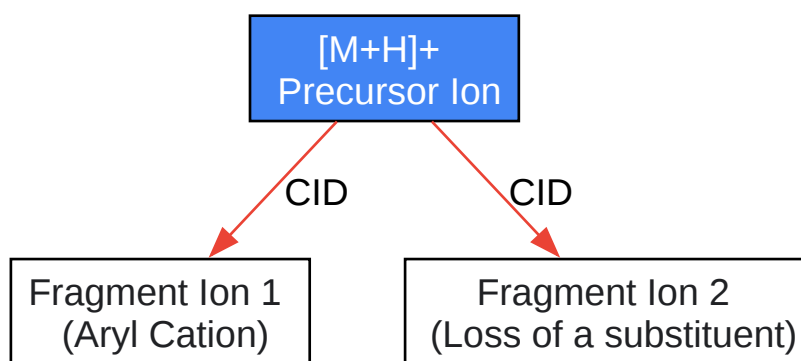 [M+H]+
Precursor Ion
CID
CID
Fragment Ion 1
(Aryl Cation)
Fragment Ion 2
(Loss of a substituent)